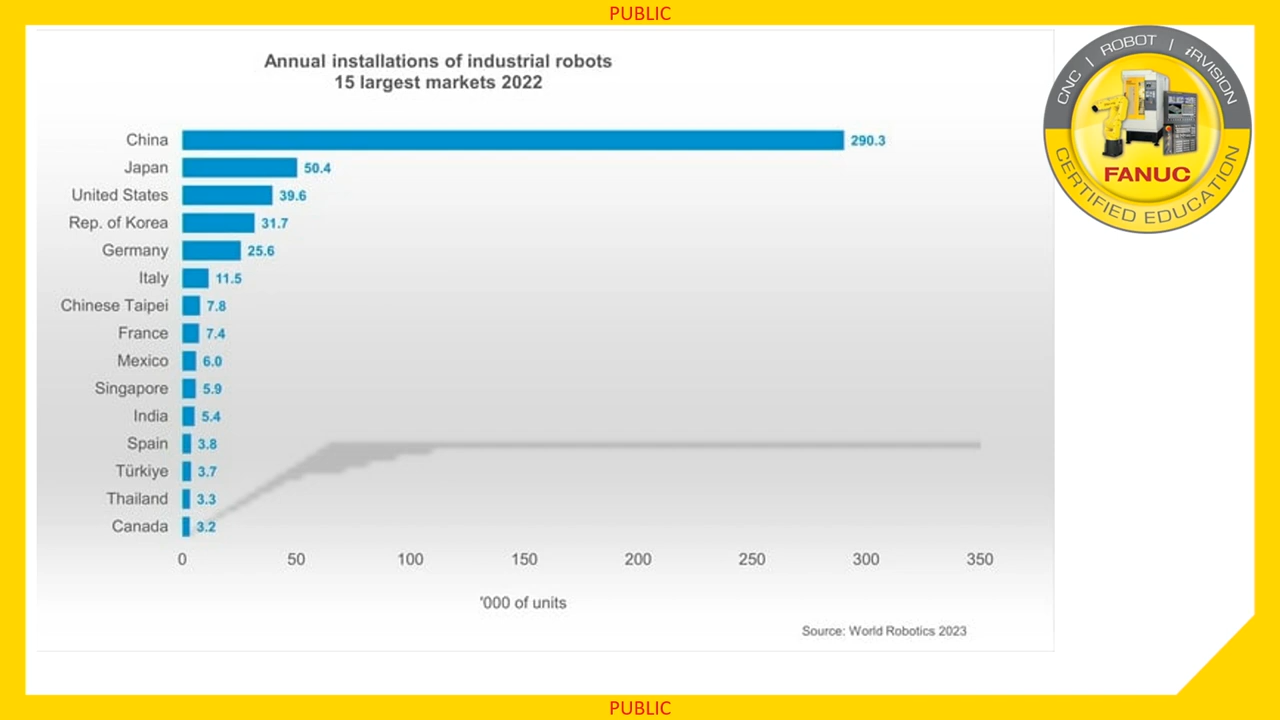 PUBLIC
Annual installations of industrial robots
15 largest markets 2022
CNC | ROBOT | iRVISION
FANUC
CERTIFIED EDUCATION
China 290.3
Japan 50.4
United States 39.6
Rep. of Korea 31.7
Germany 25.6
Italy 11.5
Chinese Taipei 7.8
France 7.4
Mexico 6.0
Singapore 5.9
India 5.4
Spain 3.8
Türkiye 3.7
Thailand 3.3
Canada 3.2
0 50 100 150 200 250 300 350
'000 of units
Source: World Robotics 2023
PUBLIC